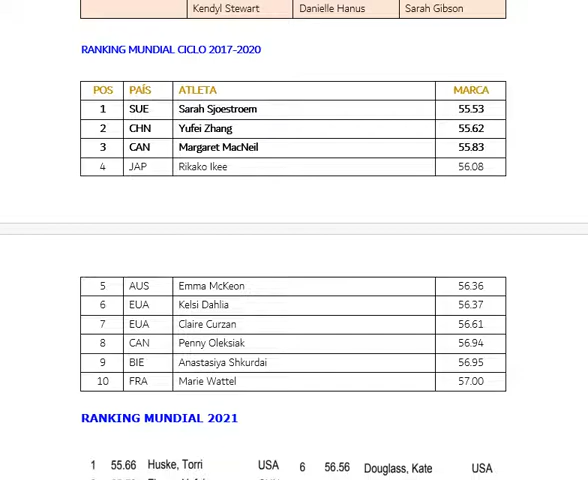 Kendyl Stewart Danielle Hanus Sarah Gibson
RANKING MUNDIAL CICLO 2017-2020
POS PAÍS ATLETA MARCA
1 SUE Sarah Sjoestroem 55.53
2 CHN Yufei Zhang 55.62
3 CAN Margaret MacNeil 55.83
4 JAP Rikako Ikee 56.08
5 AUS Emma McKeon 56.36
6 EUA Kelsi Dahlia 56.37
7 EUA Claire Curzan 56.61
8 CAN Penny Oleksiak 56.94
9 BIE Anastasiya Shkurdai 56.95
10 FRA Marie Wattel 57.00
RANKING MUNDIAL 2021
1 55.66 Huske, Torri USA 6 56.56 Douglass, Kate USA